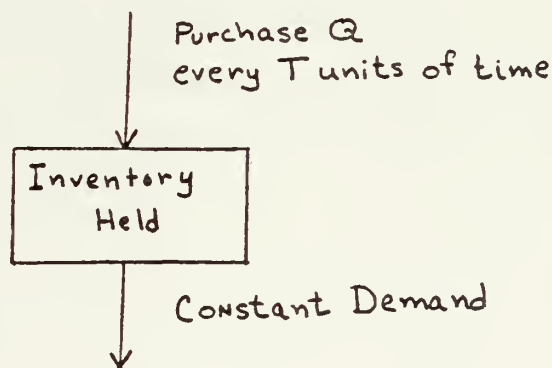 Purchase Q
every T units of time
Inventory
Held
Constant Demand